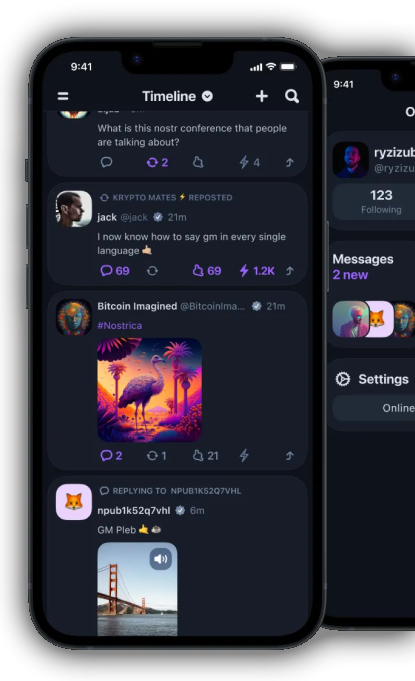 9:41
Timeline
What is this nostr conference that people
are talking about?
2
4
KRYPTO MATES ⚡ REPOSTED
jack @jack 21m
I now know how to say gm in every single
language 🤙🏼
69
69
1.2K
Bitcoin Imagined @BitcoinIma... 21m
#Nostrica
2
1
21
REPLYING TO NPUB1K52Q7VHL
npub1k52q7vhl 6m
GM Pleb 🤙
9:41
O
ryzizub
@ryzizu
123
Following
Messages
2 new
Settings
Online